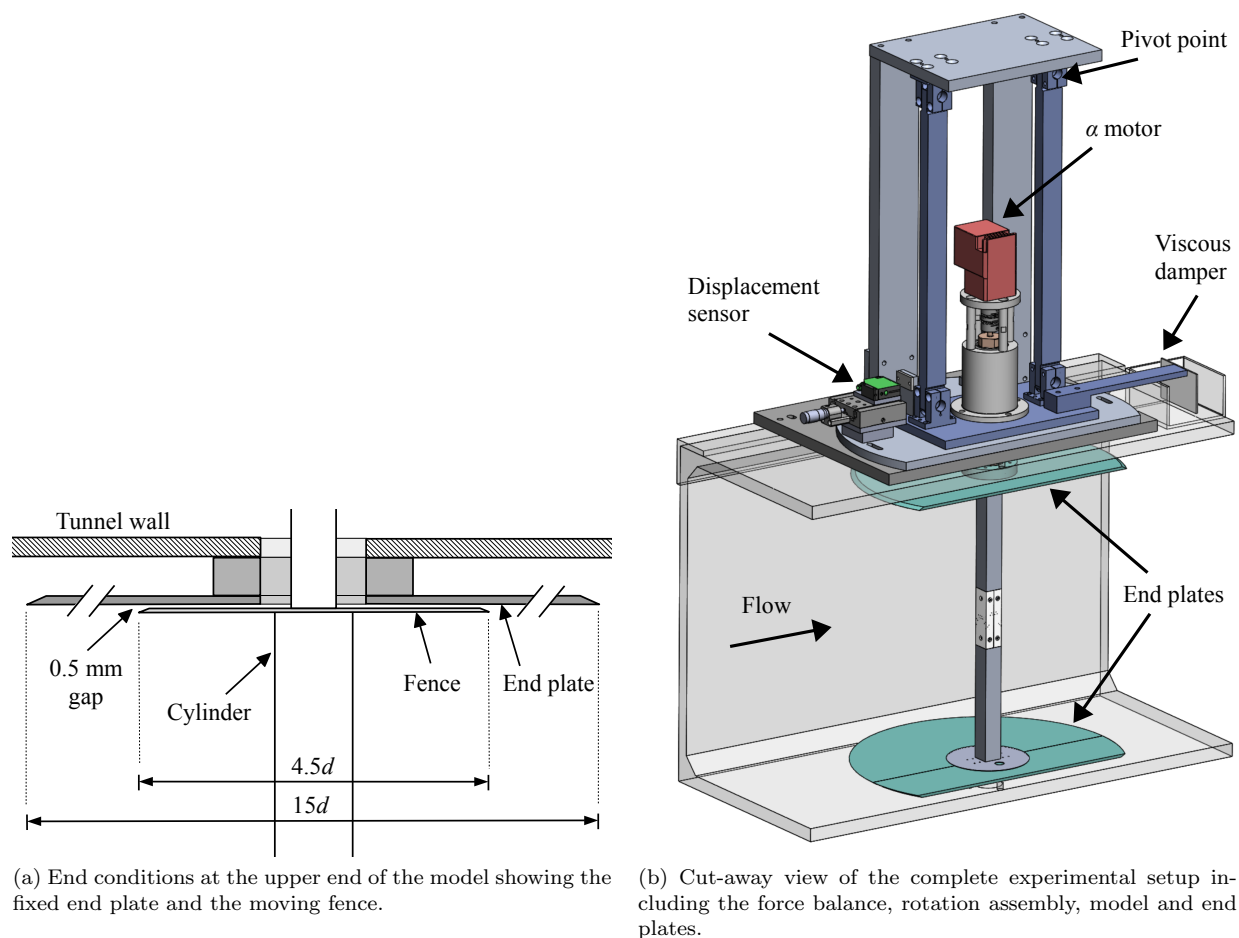 Tunnel wall
0.5 mm
gap
Cylinder
Fence
End plate
4.5d
15d
(a) End conditions at the upper end of the model showing the
fixed end plate and the moving fence.
Pivot point
α motor
Viscous
damper
Displacement
sensor
Flow
End plates
(b) Cut-away view of the complete experimental setup in-
cluding the force balance, rotation assembly, model and end
plates.